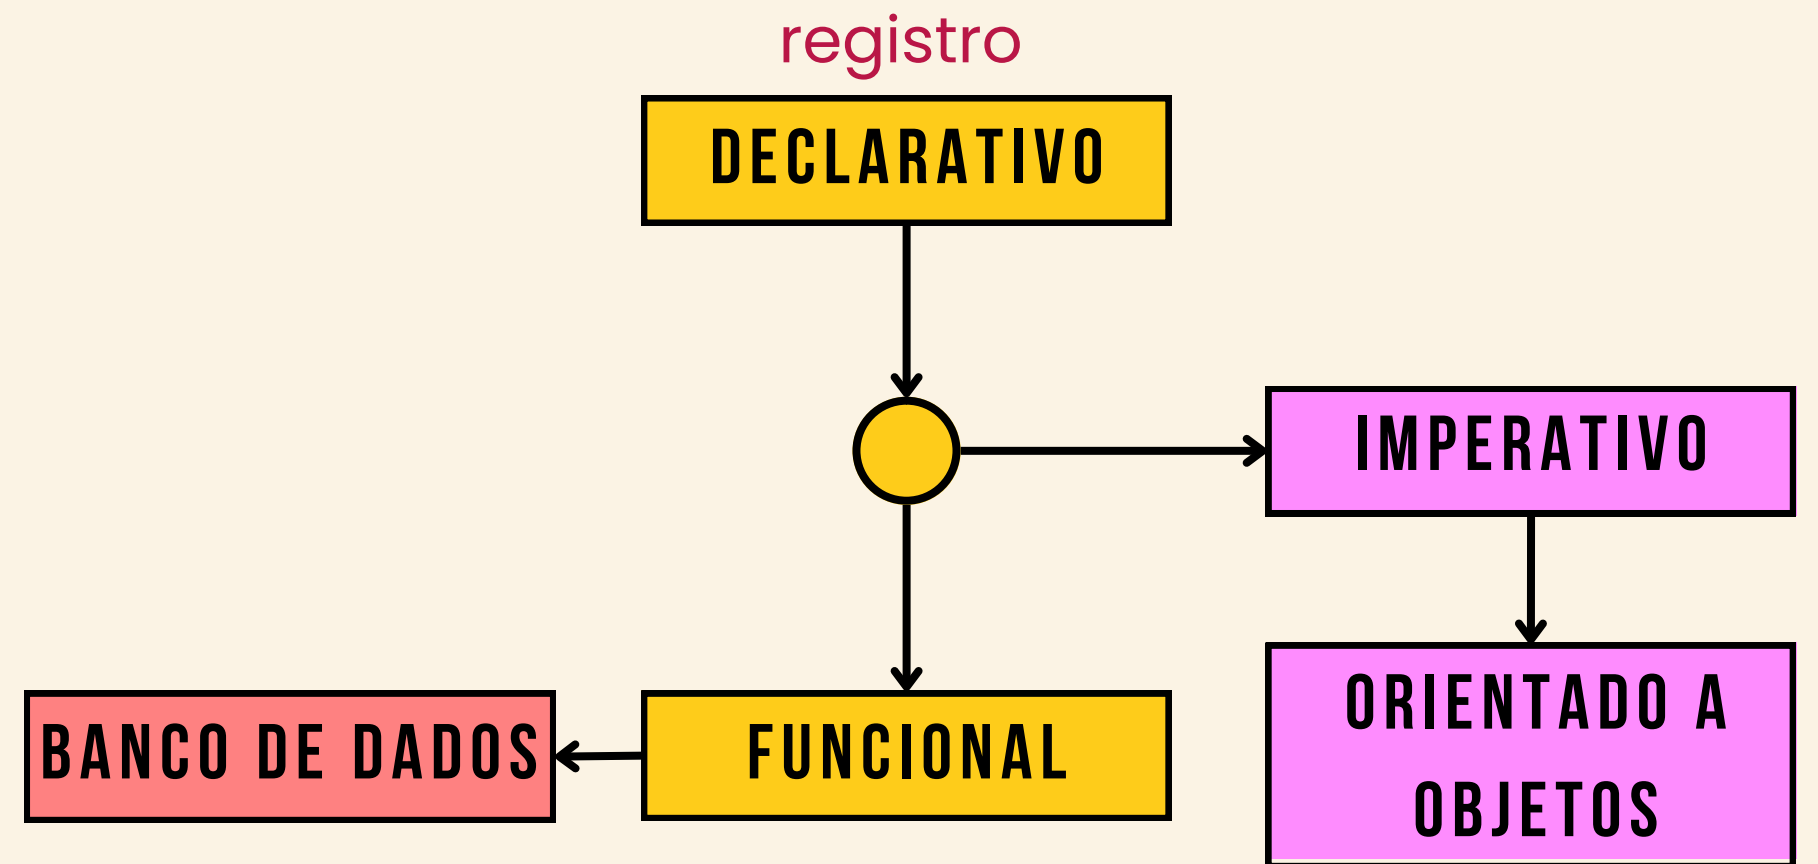 registro
DECLARATIVO
IMPERATIVO
ORIENTADO A
OBJETOS
BANCO DE DADOS
FUNCIONAL